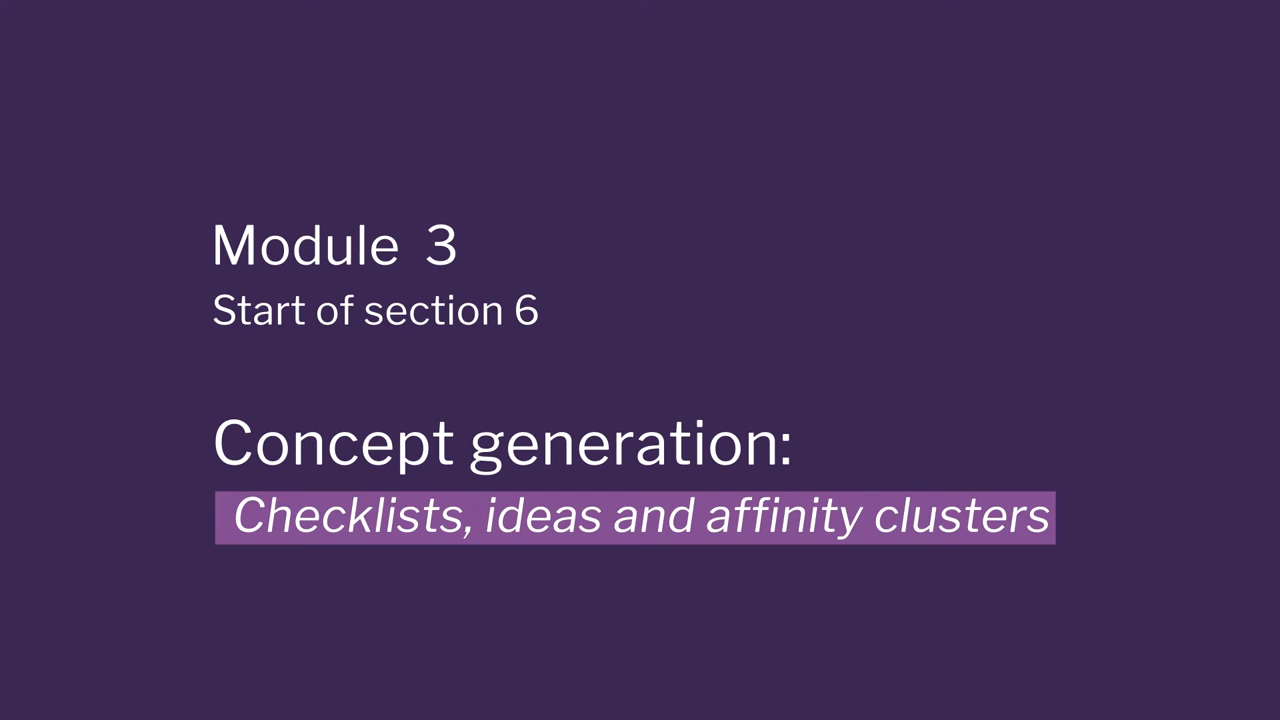 Module 3
Start of section 6
Concept generation:
Checklists, ideas and affinity clusters